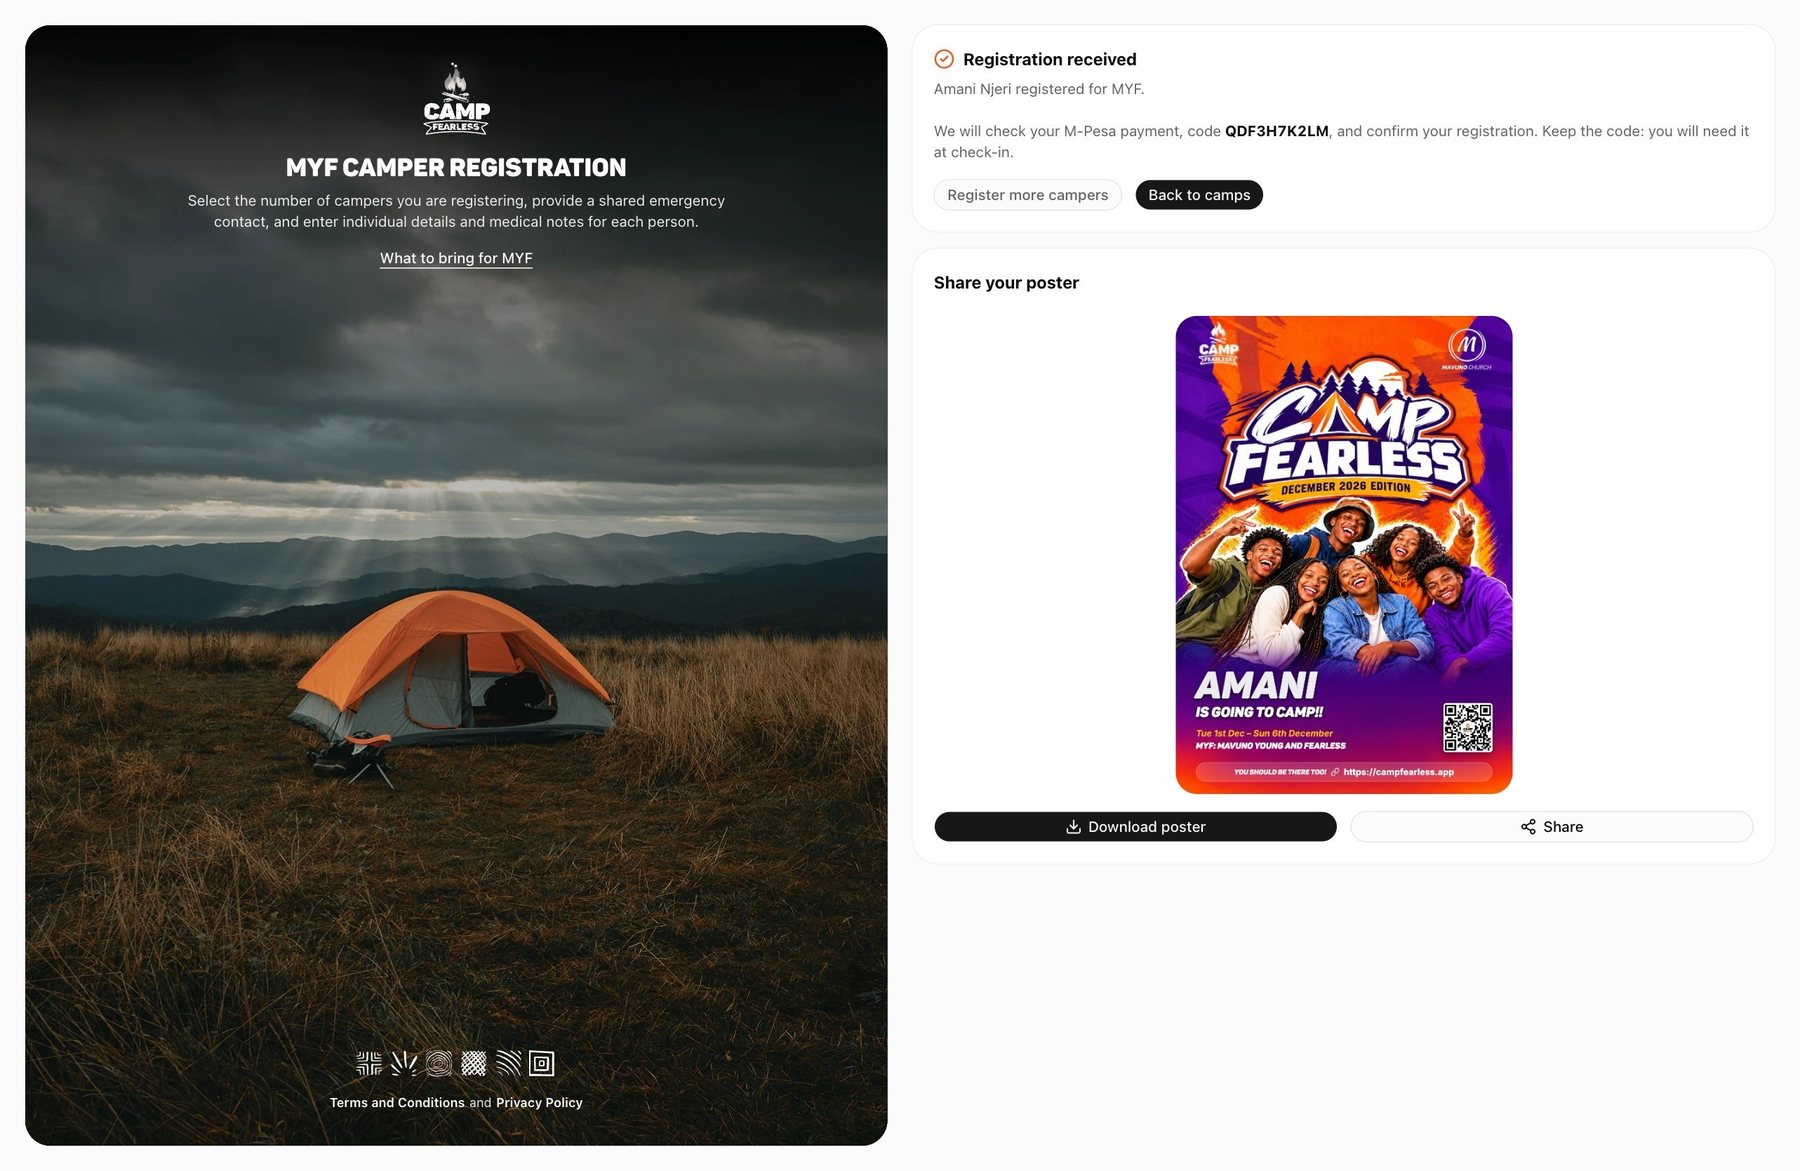 CAMP
FEARLESS
MYF CAMPER REGISTRATION
Select the number of campers you are registering, provide a shared emergency
contact, and enter individual details and medical notes for each person.
What to bring for MYF
Terms and Conditions and Privacy Policy
Registration received
Amani Njeri registered for MYF.
We will check your M-Pesa payment, code QDF3H7K2LM, and confirm your registration. Keep the code: you will need it
at check-in.
Register more campers
Back to camps
Share your poster
CAMP
FEARLESS
M
MAVUNO CHURCH
CAMP
FEARLESS
DECEMBER 2026 EDITION
AMANI
IS GOING TO CAMP!!
Tue 1st Dec – Sun 6th December
MYF: MAVUNO YOUNG AND FEARLESS
YOU SHOULD BE THERE TOO! https://campfearless.app
Download poster
Share